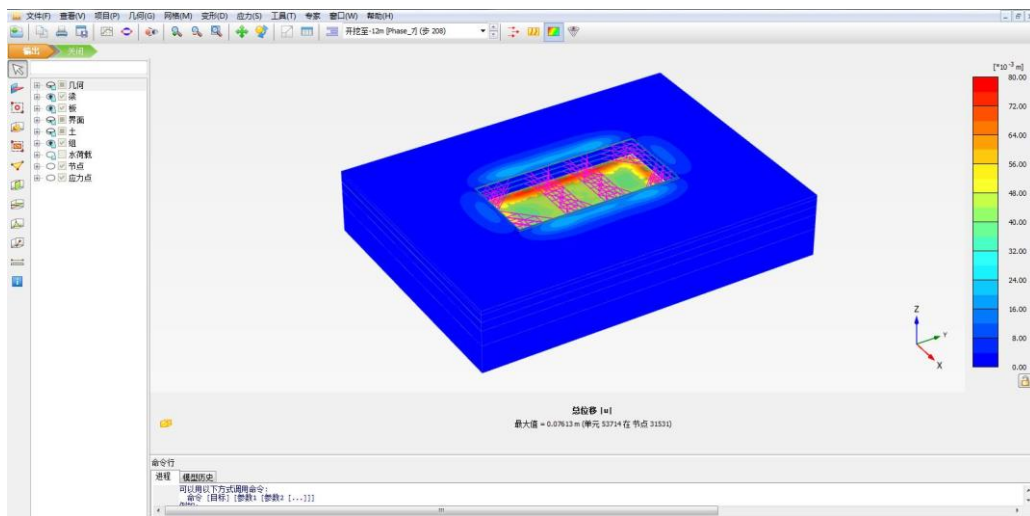 文件(F) 查看(V) 项目(P) 几何(G) 网格(M) 变形(D) 应力(S) 工具(T) 专家 窗口(W) 帮助(H)
开挖至-12m [Phase_7] (步 208)
输出 关闭
几何
梁
板
界面
土
组
水荷载
节点
应力点
[*10⁻³ m]
80.00
72.00
64.00
56.00
48.00
40.00
32.00
24.00
16.00
8.00
0.00
Z
Y
X
总位移 |u|
最大值 = 0.07613 m (单元 53714 在 节点 31531)
命令行
进程 模型历史
可以用以下方式调用命令:
命令 [目标] [参数1 [参数2 [...]]]